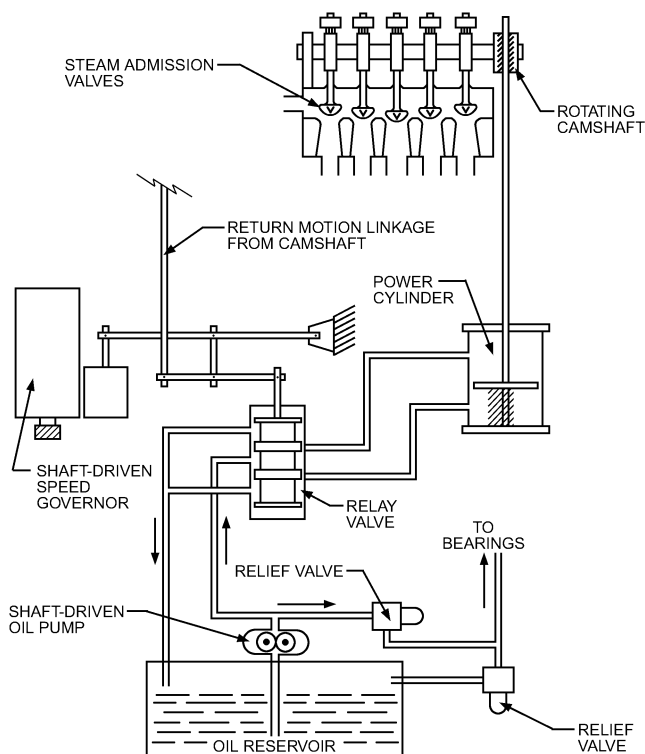 STEAM ADMISSION
VALVES
ROTATING
CAMSHAFT
RETURN MOTION LINKAGE
FROM CAMSHAFT
POWER
CYLINDER
SHAFT-DRIVEN
SPEED
GOVERNOR
RELAY
VALVE
TO
BEARINGS
RELIEF VALVE
SHAFT-DRIVEN
OIL PUMP
OIL RESERVOIR
RELIEF
VALVE